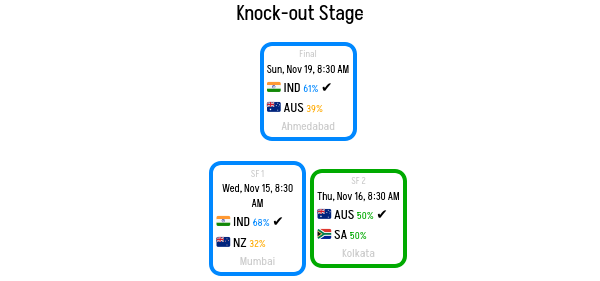 Knock-out Stage
Final
Sun, Nov 19, 8:30 AM
IND 61% ✔
AUS 39%
Ahmedabad
SF 1
Wed, Nov 15, 8:30
AM
IND 68% ✔
NZ 32%
Mumbai
SF 2
Thu, Nov 16, 8:30 AM
AUS 50% ✔
SA 50%
Kolkata